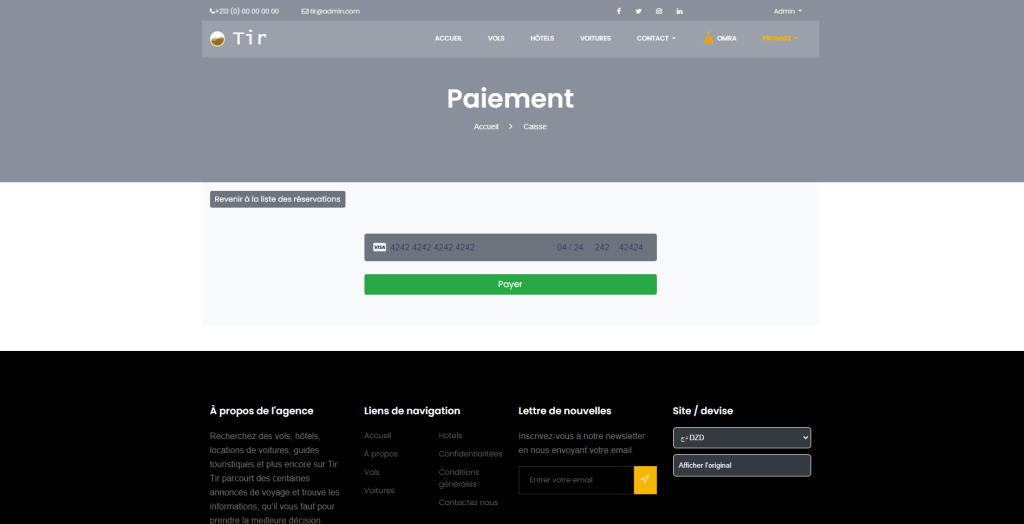 +213 (0) 00 00 00 00
tir@admin.com
Admin
Tir
ACCUEIL
VOLS
HÔTELS
VOITURES
CONTACT
OMRA
Paiement
Accueil > Caisse
Revenir à la liste des réservations
VISA 4242 4242 4242 4242 04 / 24 242 42424
Payer
À propos de l'agence
Recherchez des vols, hôtels,
locations de voitures, guides
touristiques et plus encore sur Tir.
Tir parcourt des centaines
annonces de voyage et trouve les
informations, qu'il vous faut pour
prendre la meilleure décision.
Liens de navigation
Accueil
À propos
Vols
Voitures
Hotels
Confidentialitées
Conditions
générales
Contactez nous
Lettre de nouvelles
Inscrivez-vous à notre newsletter
en nous envoyant votre email.
Entrer votre email
Site / devise
دج DZD
Afficher l'original